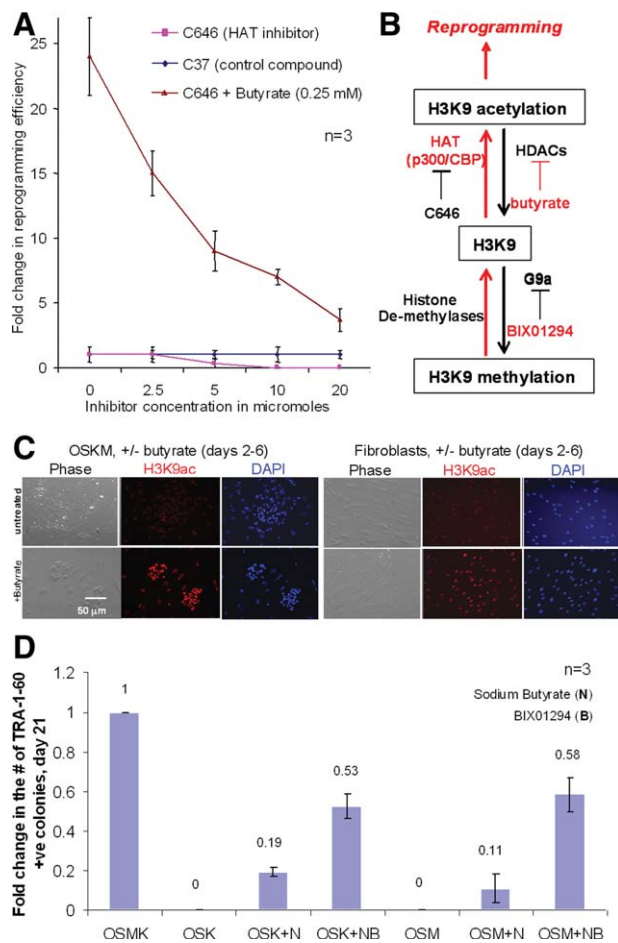 A
Fold change in reprogramming efficiency
25
20
15
10
5
0
C646 (HAT inhibitor)
C37 (control compound)
C646 + Butyrate (0.25 mM)
n=3
0 2.5 5 10 20
Inhibitor concentration in micromoles
B
Reprogramming
H3K9 acetylation
HAT
(p300/CBP)
HDACs
C646
butyrate
H3K9
Histone
De-methylases
G9a
BIX01294
H3K9 methylation
C
OSKM, +/- butyrate (days 2-6)
Phase H3K9ac DAPI
Fibroblasts, +/- butyrate (days 2-6)
Phase H3K9ac DAPI
untreated
+Butyrate
50 μm
D
Fold change in the # of TRA-1-60
+ve colonies, day 21
1.2
1
0.8
0.6
0.4
0.2
0
n=3
Sodium Butyrate (N)
BIX01294 (B)
1
0
0.19
0.53
0
0.11
0.58
OSMK OSK OSK+N OSK+NB OSM OSM+N OSM+NB